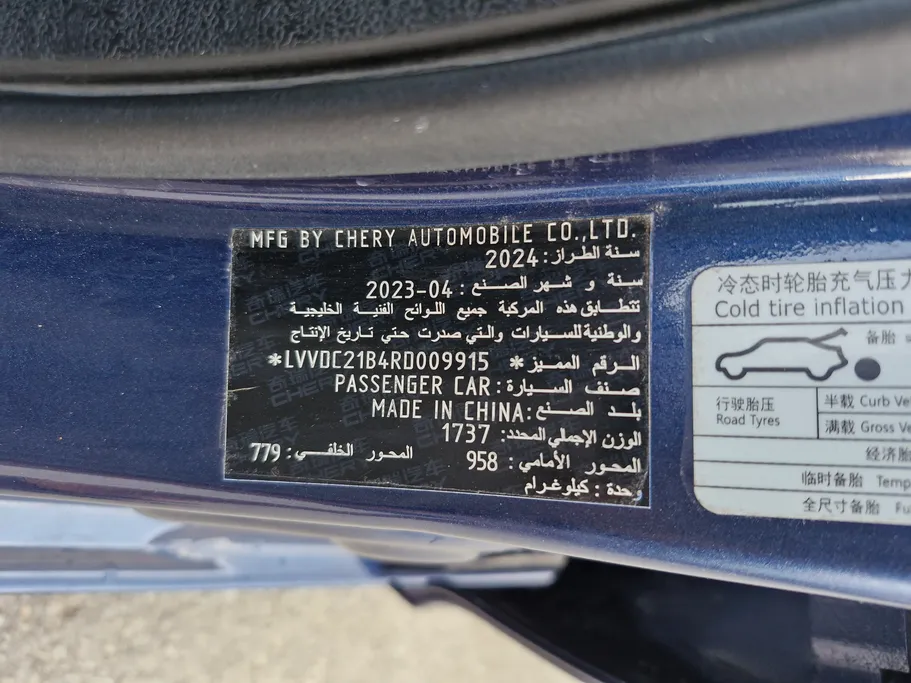 MFG BY CHERY AUTOMOBILE CO.,LTD.
سنة الطراز: 2024
سنة و شهر الصنع : 2023-04
تتطابق هذه المركبة جميع اللوائح الفنية الخليجية
والوطنية للسيارات والتي صدرت حتي تاريخ الإنتاج
الرقم المميز: *LVVDC21B4RD009915*
صنف السيارة: PASSENGER CAR
بلد الصنع: MADE IN CHINA
الوزن الإجمالي المحدد: 1737
المحور الأمامي: 958 المحور الخلفي: 779
وحدة : كيلوغرام
冷态时轮胎充气压力
Cold tire inflation
备胎
行驶胎压
Road Tyres
半载 Curb Ve
满载 Gross Ve
经济胎
临时备胎 Temp
全尺寸备胎 Fu